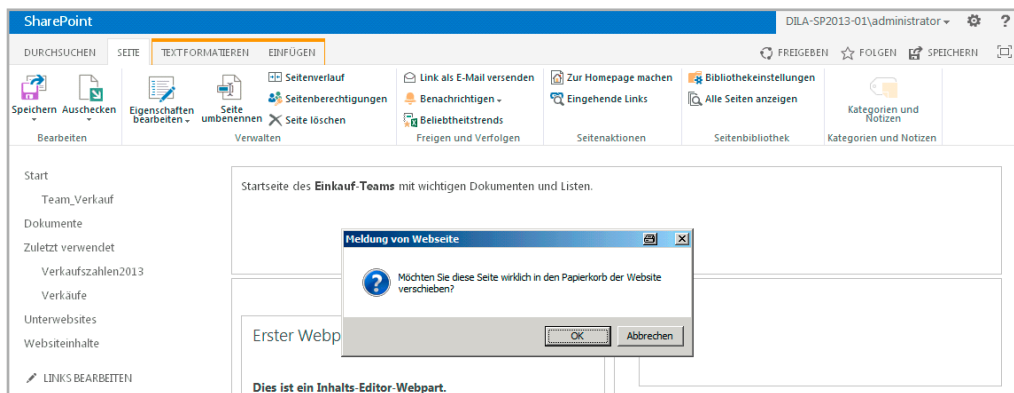 SharePoint
DILA-SP2013-01\administrator
?
DURCHSUCHEN SEITE TEXT FORMATIEREN EINFÜGEN
FREIGEBEN FOLGEN SPEICHERN
Speichern Auschecken
Bearbeiten
Eigenschaften bearbeiten
Seite umbenennen
Seitenverlauf
Seitenberechtigungen
Seite löschen
Verwalten
Link als E-Mail versenden
Benachrichtigen
Beliebtheitstrends
Freigen und Verfolgen
Zur Homepage machen
Eingehende Links
Seitenaktionen
Bibliothekeinstellungen
Alle Seiten anzeigen
Seitenbibliothek
Kategorien und
Notizen
Kategorien und Notizen
Start
Team_Verkauf
Dokumente
Zuletzt verwendet
Verkaufszahlen2013
Verkäufe
Unterwebsites
Websiteinhalte
LINKS BEARBEITEN
Startseite des Einkauf-Teams mit wichtigen Dokumenten und Listen.
Meldung von Webseite
Möchten Sie diese Seite wirklich in den Papierkorb der Website
verschieben?
OK Abbrechen
Erster Webp
Dies ist ein Inhalts-Editor-Webpart.